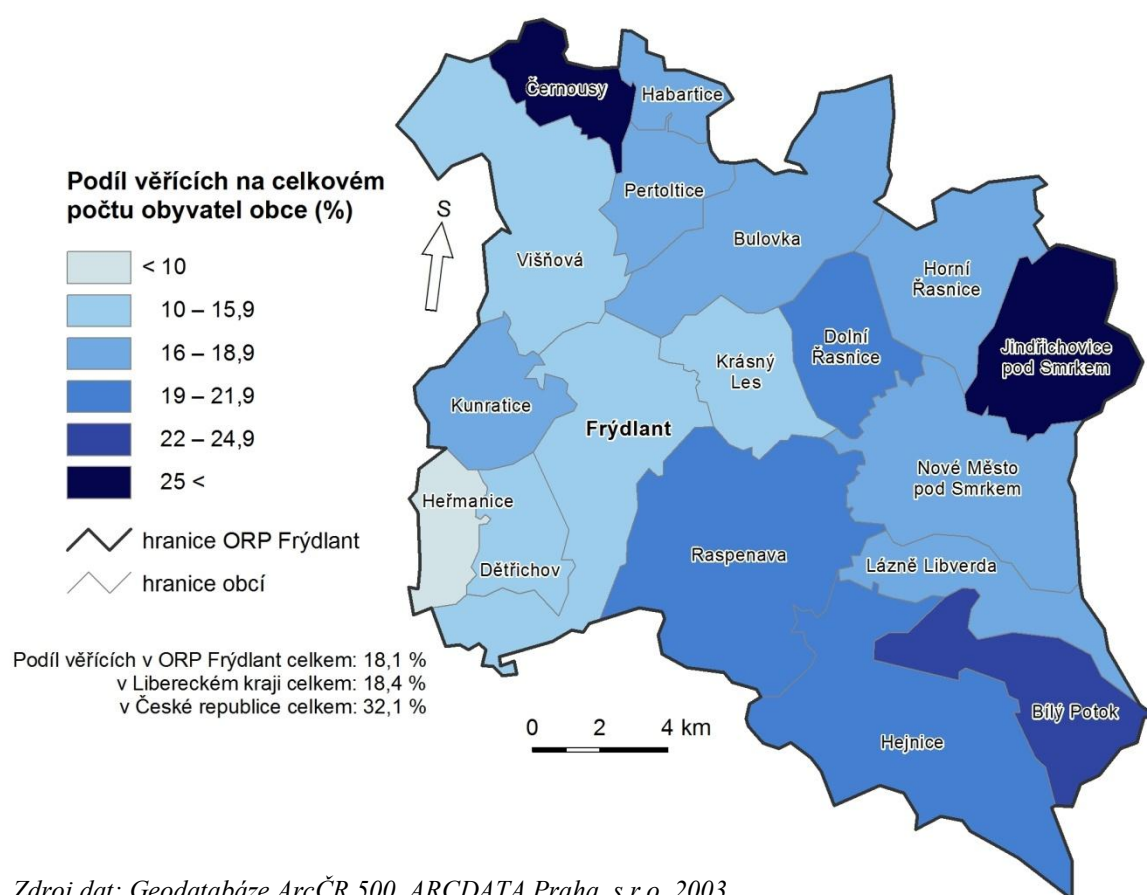 Černousy
Habartice
Podíl věřících na celkovém
počtu obyvatel obce (%)
S
Pertoltice
Bulovka
Višňová
Horní
Řasnice
< 10
10 – 15,9
16 – 18,9
19 – 21,9
22 – 24,9
25 <
Dolní
Řasnice
Jindřichovice
pod Smrkem
Krásný
Les
Kunratice
Frýdlant
Nové Město
pod Smrkem
Heřmanice
hranice ORP Frýdlant
hranice obcí
Raspenava
Dětřichov
Lázně Libverda
Podíl věřících v ORP Frýdlant celkem: 18,1 %
v Libereckém kraji celkem: 18,4 %
v České republice celkem: 32,1 %
Bílý Potok
0 2 4 km
Hejnice
Zdroj dat: Geodatabáze ArcČR 500, ARCDATA Praha, s.r.o. 2003